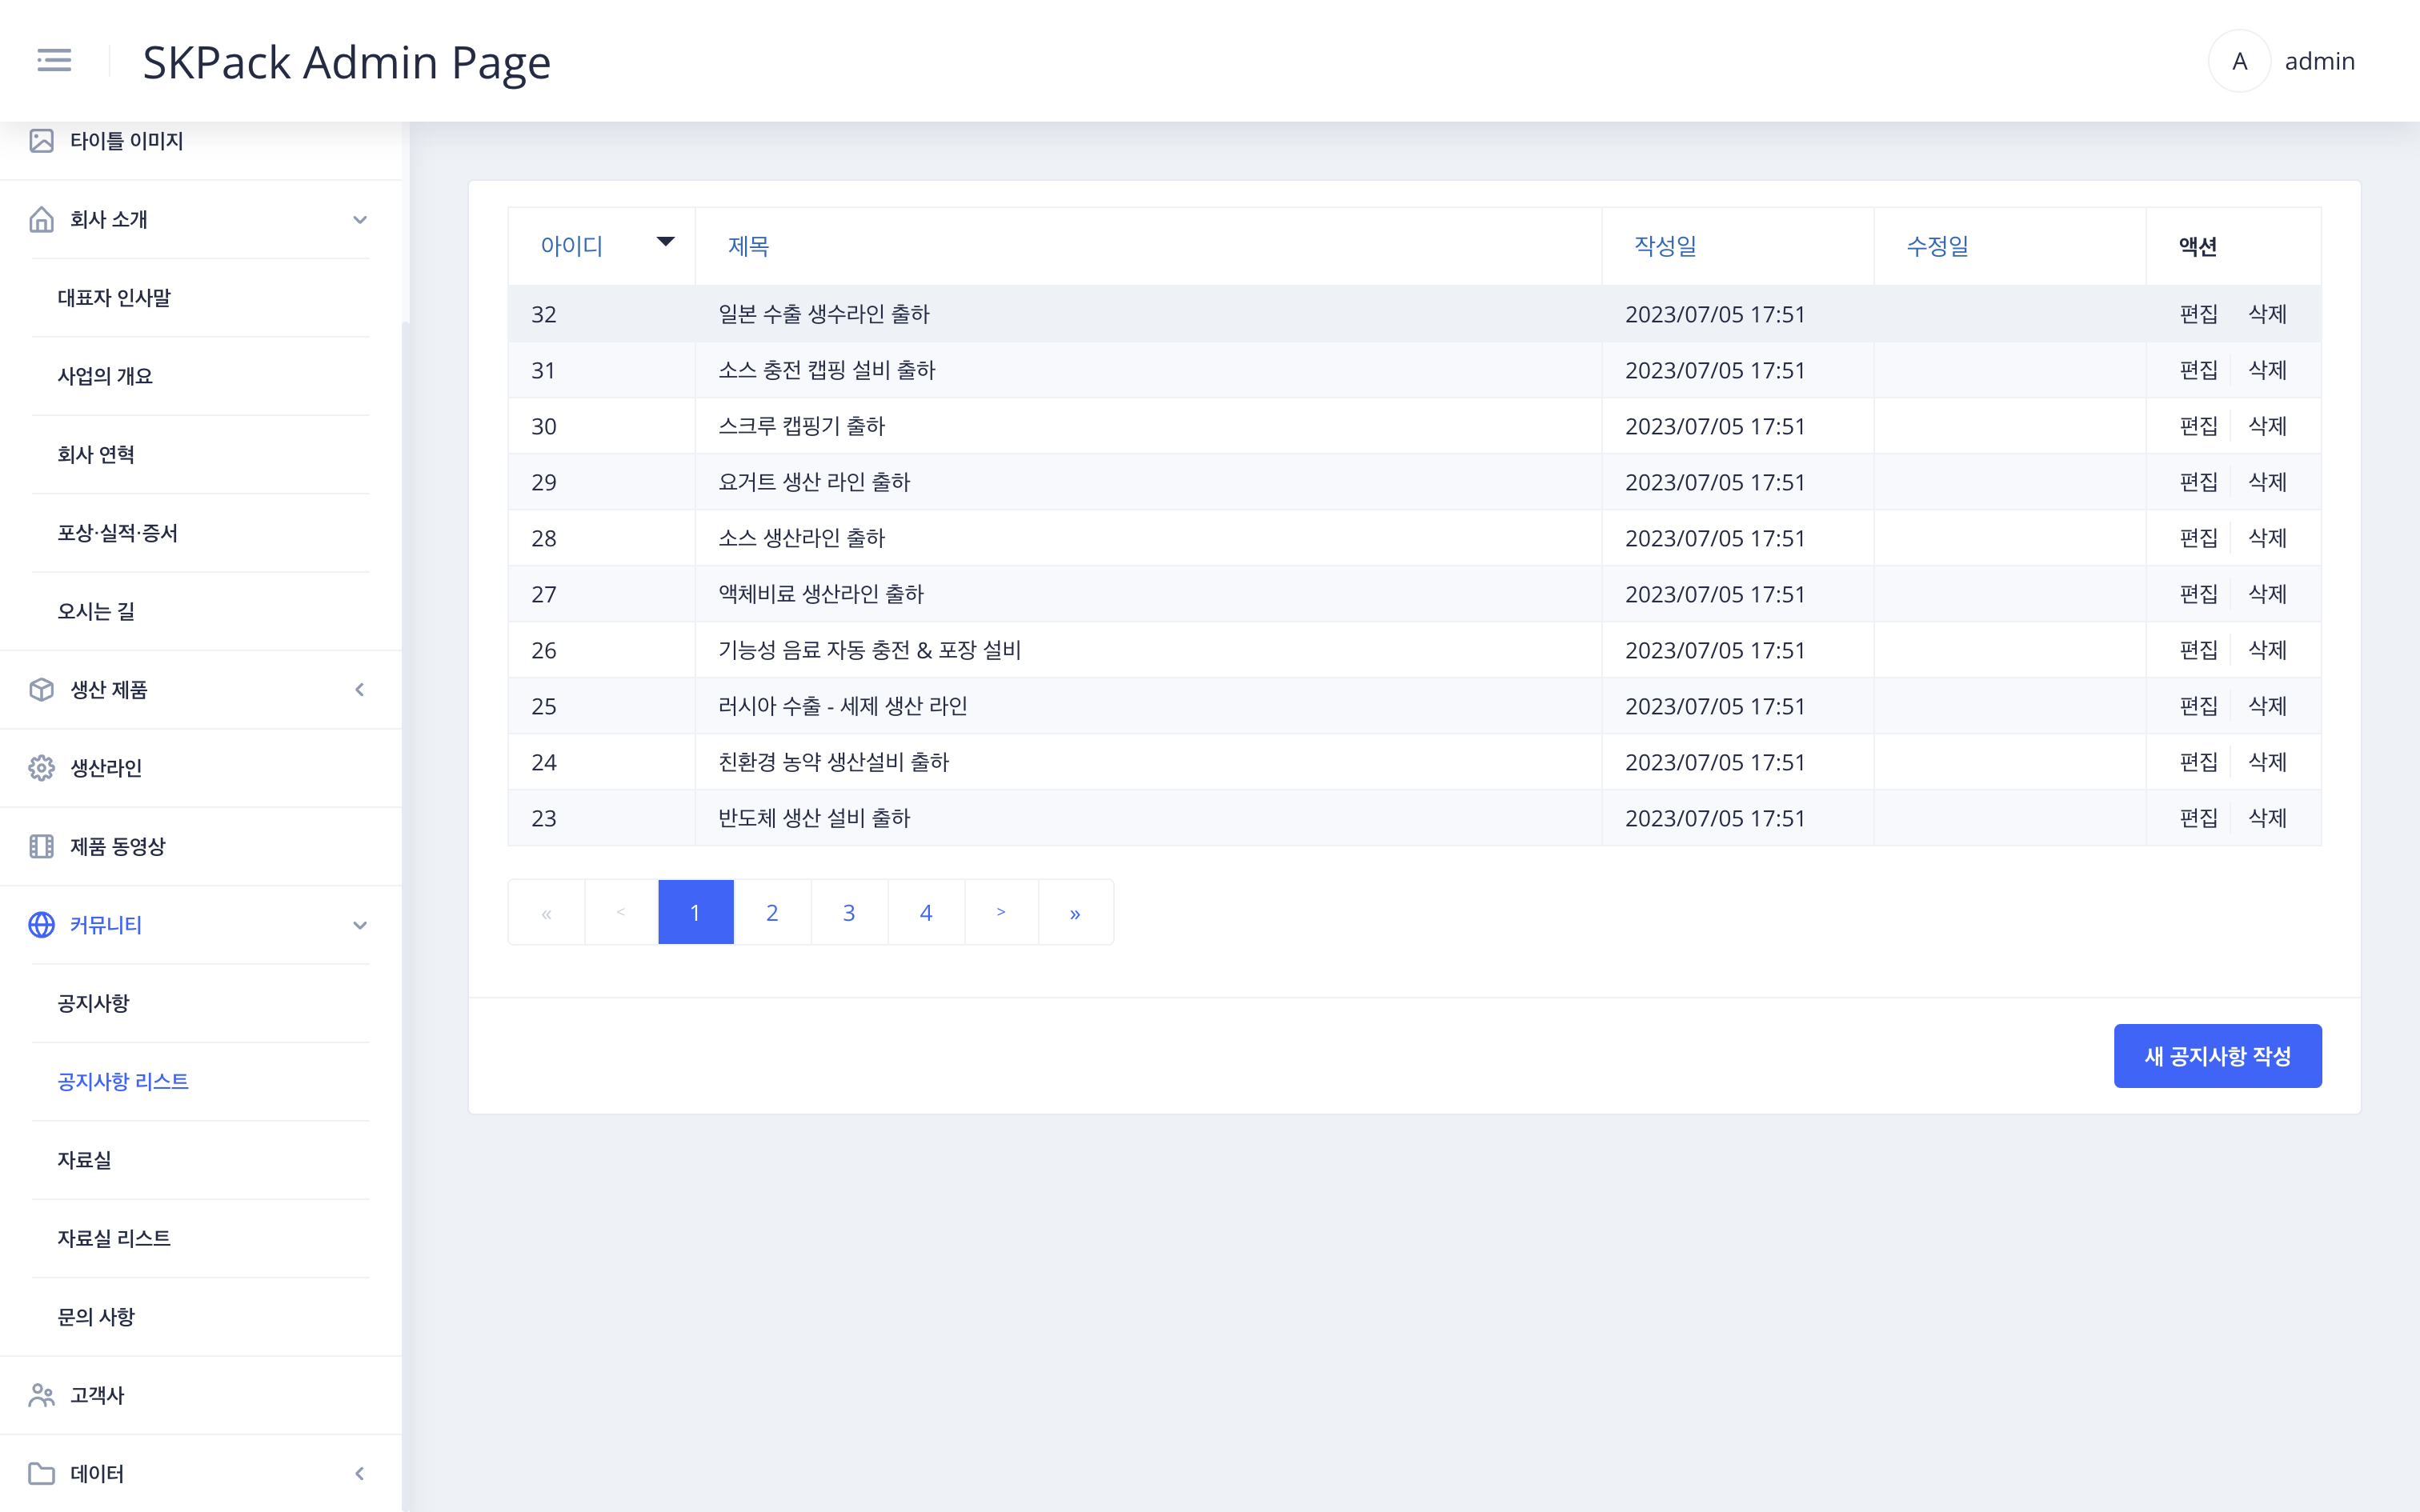 SKPack Admin Page
A admin
타이틀 이미지
회사 소개
대표자 인사말
사업의 개요
회사 연혁
포상·실적·증서
오시는 길
생산 제품
생산라인
제품 동영상
커뮤니티
공지사항
공지사항 리스트
자료실
자료실 리스트
문의 사항
고객사
데이터
아이디 제목 작성일 수정일 액션
32 일본 수출 생수라인 출하 2023/07/05 17:51 편집 삭제
31 소스 충전 캡핑 설비 출하 2023/07/05 17:51 편집 삭제
30 스크루 캡핑기 출하 2023/07/05 17:51 편집 삭제
29 요거트 생산 라인 출하 2023/07/05 17:51 편집 삭제
28 소스 생산라인 출하 2023/07/05 17:51 편집 삭제
27 액체비료 생산라인 출하 2023/07/05 17:51 편집 삭제
26 기능성 음료 자동 충전 & 포장 설비 2023/07/05 17:51 편집 삭제
25 러시아 수출 - 세제 생산 라인 2023/07/05 17:51 편집 삭제
24 친환경 농약 생산설비 출하 2023/07/05 17:51 편집 삭제
23 반도체 생산 설비 출하 2023/07/05 17:51 편집 삭제
« < 1 2 3 4 > »
새 공지사항 작성